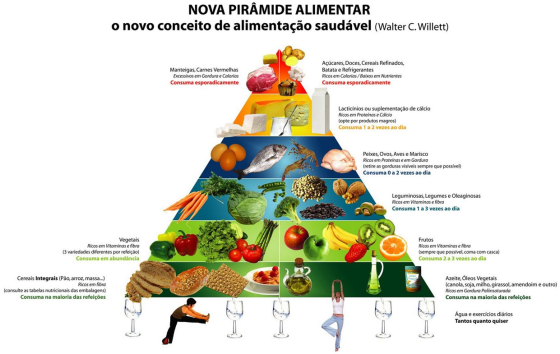 NOVA PIRÂMIDE ALIMENTAR
o novo conceito de alimentação saudável (Walter C. Willett)
Manteigas, Carnes Vermelhas
Excessivos em Gordura e Calorias
Consuma esporadicamente
Açúcares, Doces, Cereais Refinados,
Batata e Refrigerantes
Ricos em Calorias / Baixos em Nutrientes
Consuma esporadicamente
Lacticínios ou suplementação de cálcio
Ricos em Proteínas e Cálcio
(opte por produtos magros)
Consuma 1 a 2 vezes ao dia
Peixes, Ovos, Aves e Marisco
Ricos em Proteínas e em Gordura
(retire as gorduras visíveis sempre que possível)
Consuma 0 a 2 vezes ao dia
Leguminosas, Legumes e Oleaginosas
Ricos em Vitaminas e fibra
Consuma 1 a 3 vezes ao dia
Vegetais
Ricos em Vitaminas e fibra
(3 variedades diferentes por refeição)
Consuma em abundância
Frutos
Ricos em Vitaminas e fibra
(sempre que possível, coma com casca)
Consuma 2 a 3 vezes ao dia
Cereais Integrais (Pão, arroz, massa...)
Ricos em fibra
(consulte as tabelas nutricionais das embalagens)
Consuma na maioria das refeições
Azeite, Óleos Vegetais
(canola, soja, milho, girassol, amendoim e outro)
Ricos em Gordura Polinsaturada
Consuma na maioria das refeições
Água e exercícios diários
Tantos quanto quiser